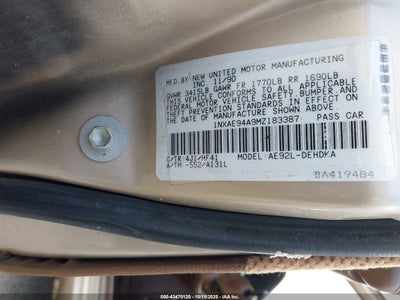 MFD BY NEW UNITED MOTOR MANUFACTURING
INC 11/90
GVWR 3415LB GAWR FR 1770LB RR 1690LB
THIS VEHICLE CONFORMS TO ALL APPLICABLE
FEDERAL MOTOR VEHICLE SAFETY, BUMPER AND
THEFT PREVENTION STANDARDS IN EFFECT ON
THE DATE OF MANUFACTURE SHOWN ABOVE.
1NXAE94A9MZ183387 PASS CAR
C/TR 4J1/HF41 MODEL AE92L-DEHDKA
A/TM -552/A131L
BA419484
000-43470120 - 10/15/2025 -
IAA Inc.